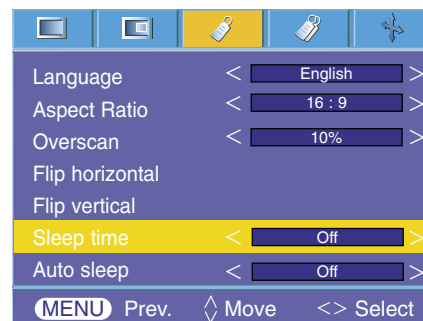 Language < English >
Aspect Ratio < 16 : 9 >
Overscan < 10% >
Flip horizontal
Flip vertical
Sleep time < Off >
Auto sleep < Off >
MENU Prev. Move <> Select